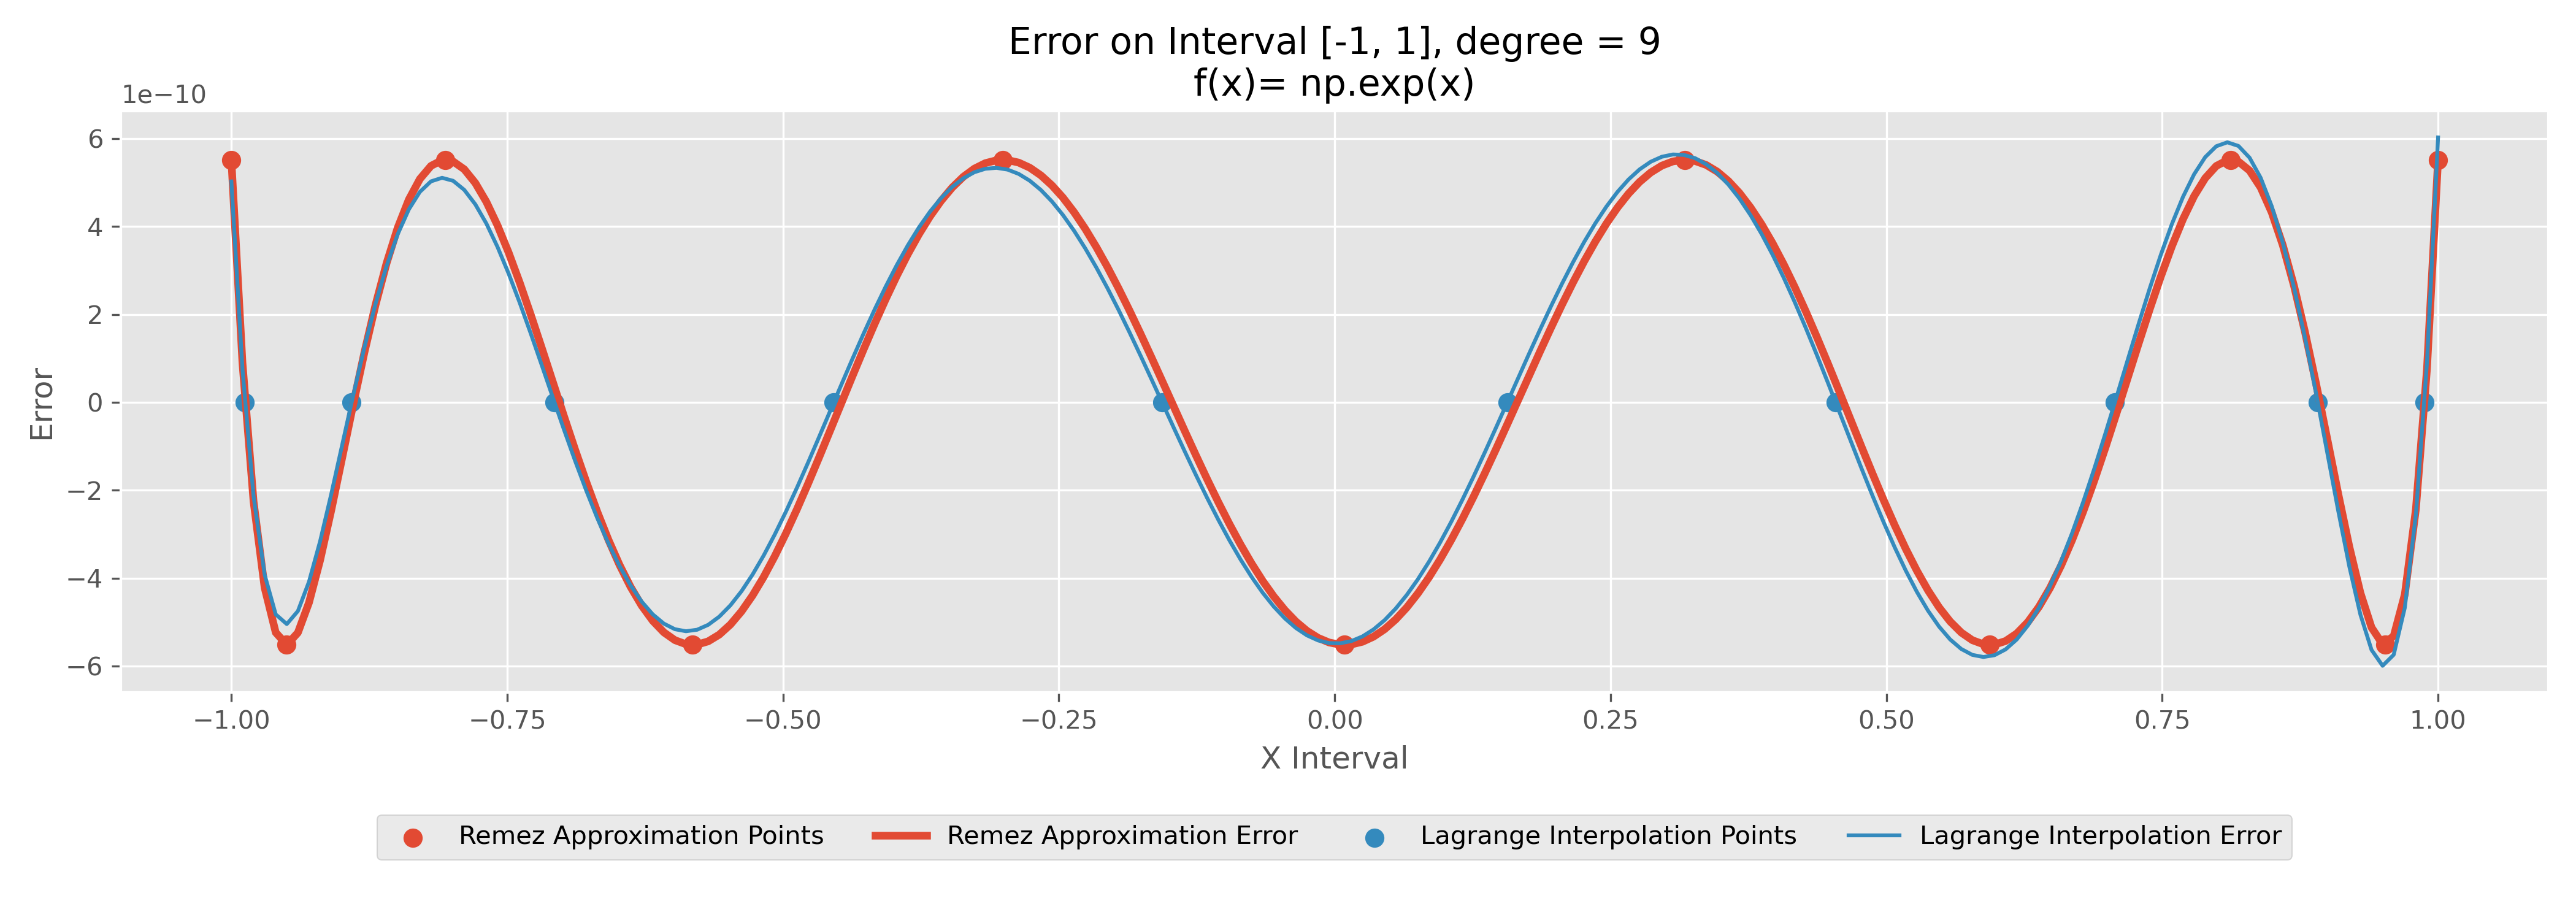 Error on Interval [-1, 1], degree = 9
f(x)= np.exp(x)
1e−10
6
4
2
0
−2
−4
−6
Error
−1.00 −0.75 −0.50 −0.25 0.00 0.25 0.50 0.75 1.00
X Interval
Remez Approximation Points Remez Approximation Error Lagrange Interpolation Points Lagrange Interpolation Error